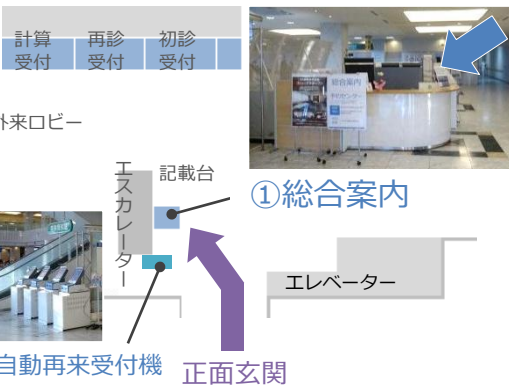 計算 再診 初診
受付 受付 受付
総合案内
外来ロビー
エスカレーター
記載台
①総合案内
エレベーター
自動再来受付機
正面玄関